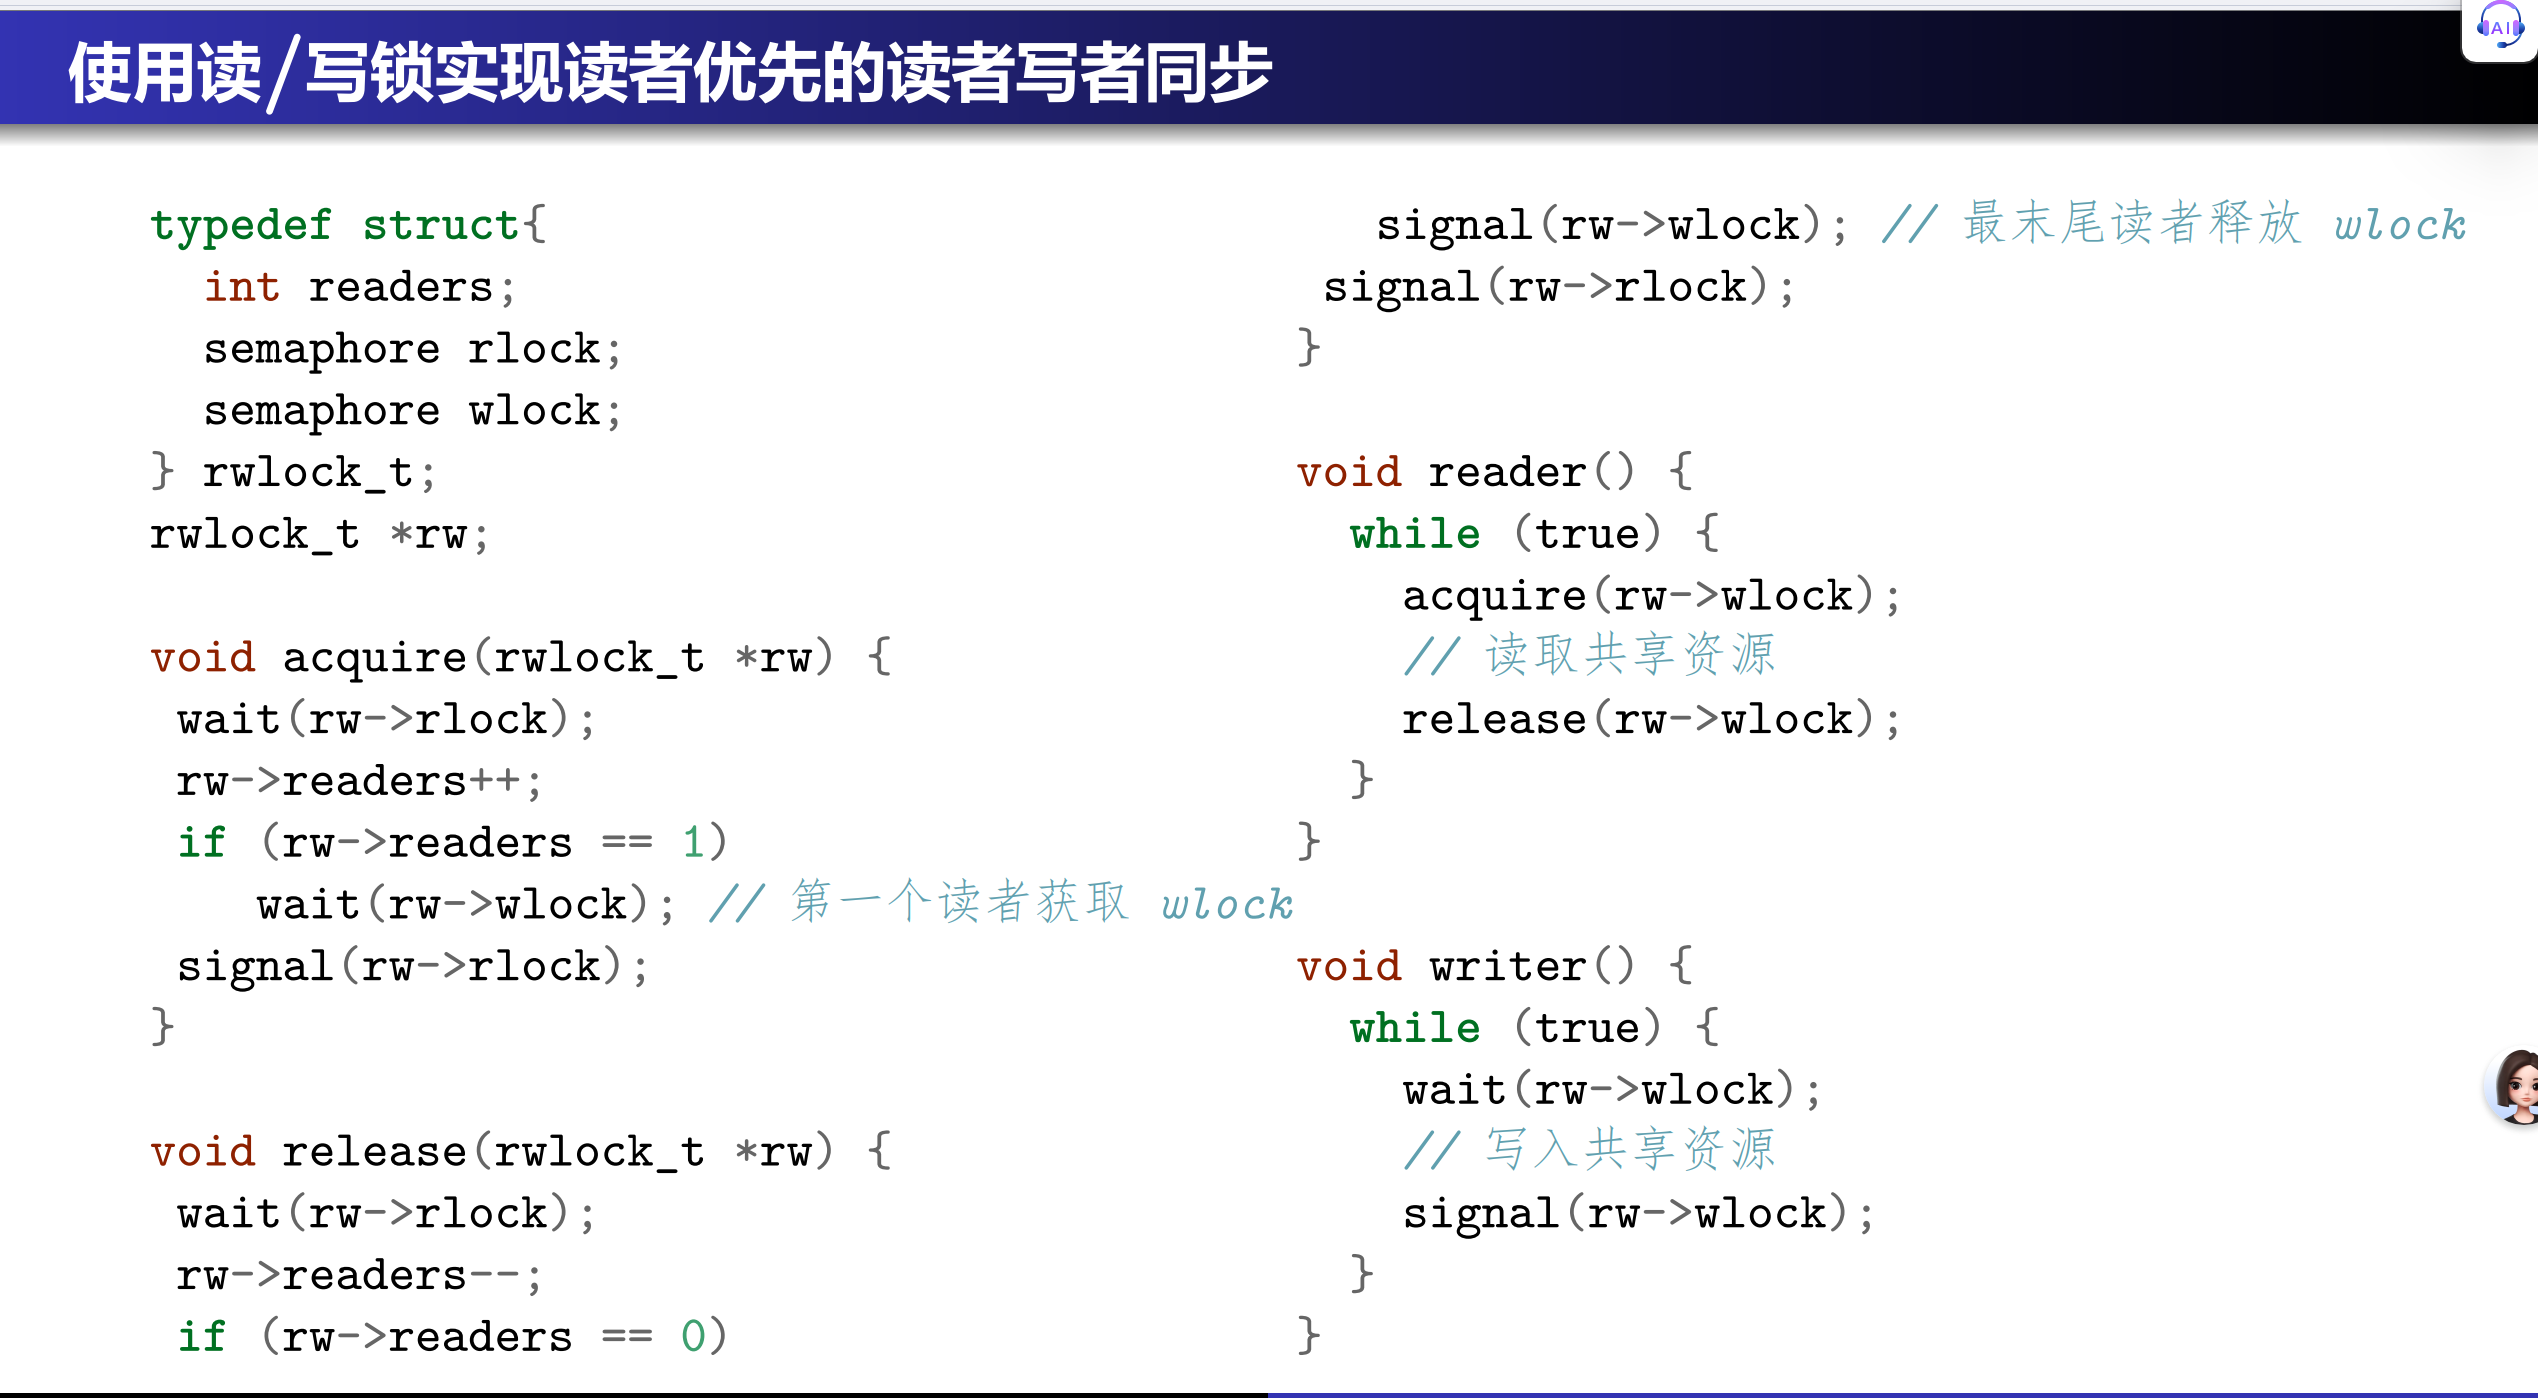 使用读/写锁实现读者优先的读者写者同步
AI
typedef struct{
  int readers;
  semaphore rlock;
  semaphore wlock;
} rwlock_t;
rwlock_t *rw;

void acquire(rwlock_t *rw) {
 wait(rw->rlock);
 rw->readers++;
 if (rw->readers == 1)
    wait(rw->wlock); // 第一个读者获取 wlock
 signal(rw->rlock);
}

void release(rwlock_t *rw) {
 wait(rw->rlock);
 rw->readers--;
 if (rw->readers == 0)
   signal(rw->wlock); // 最末尾读者释放 wlock
 signal(rw->rlock);
}

void reader() {
  while (true) {
    acquire(rw->wlock);
    // 读取共享资源
    release(rw->wlock);
  }
}

void writer() {
  while (true) {
    wait(rw->wlock);
    // 写入共享资源
    signal(rw->wlock);
  }
}